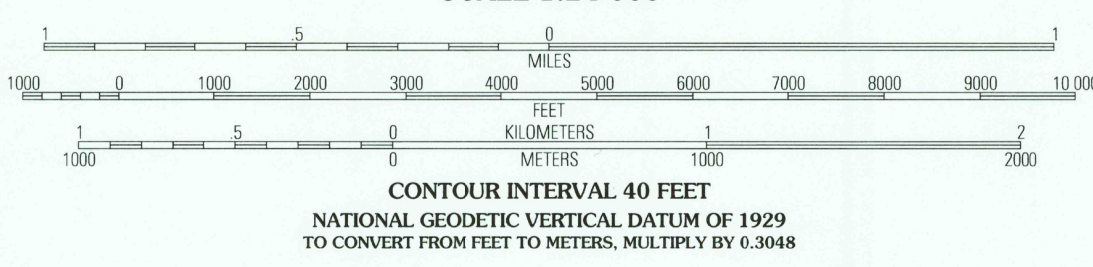 1 .5 0 1
MILES
1000 0 1000 2000 3000 4000 5000 6000 7000 8000 9000 10 000
FEET
1 .5 0 KILOMETERS 1 2
1000 0 METERS 1000 2000
CONTOUR INTERVAL 40 FEET
NATIONAL GEODETIC VERTICAL DATUM OF 1929
TO CONVERT FROM FEET TO METERS, MULTIPLY BY 0.3048